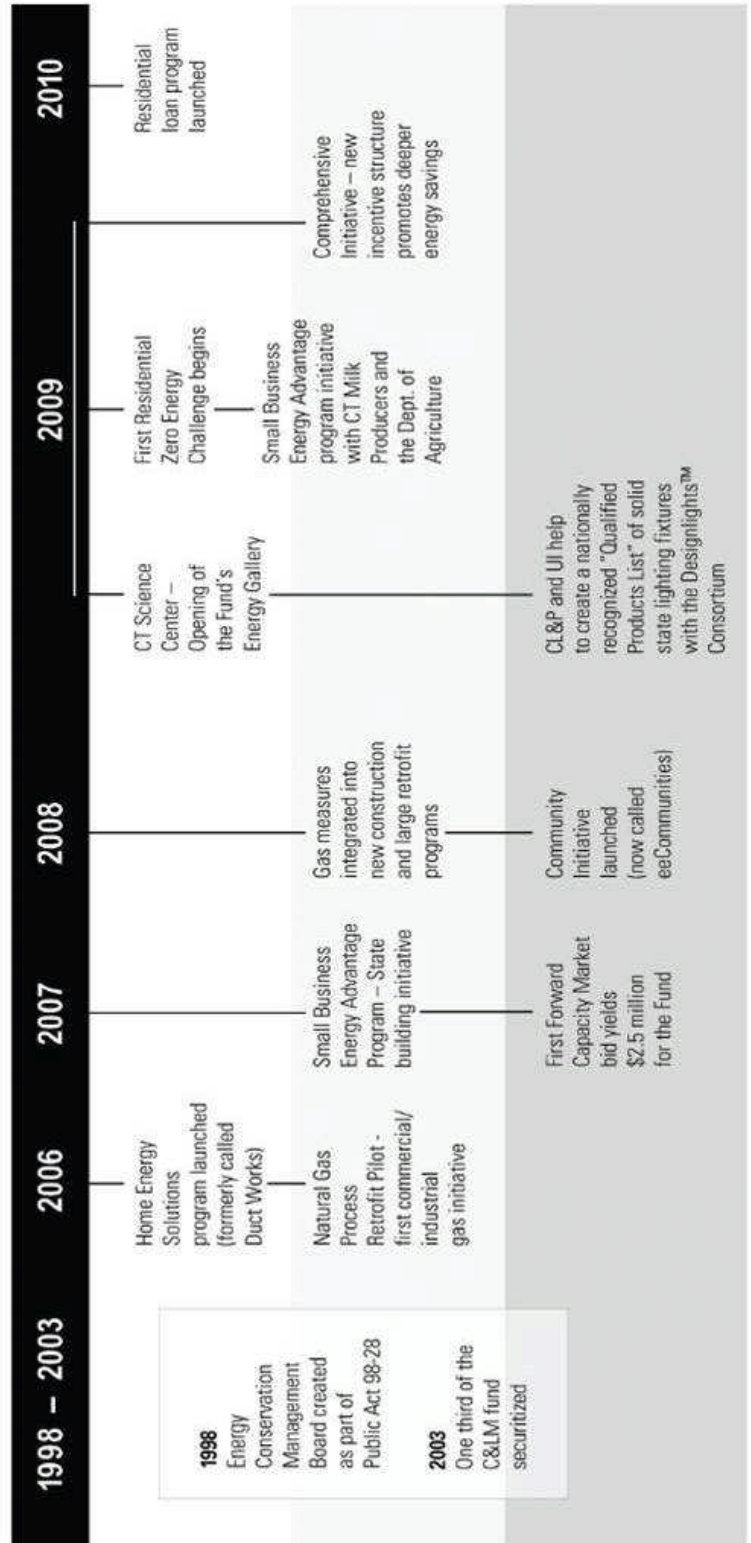 1998 – 2003
1998
Energy
Conservation
Management
Board created
as part of
Public Act 98-28
2003
One third of the
C&LM fund
securitized
2006
Home Energy
Solutions
program launched
(formerly called
Duct Works)
Natural Gas
Process
Retrofit Pilot -
first commercial/
industrial
gas initiative
2007
Small Business
Energy Advantage
Program – State
building initiative
First Forward
Capacity Market
bid yields
$2.5 million
for the Fund
2008
Gas measures
integrated into
new construction
and large retrofit
programs
Community
Initiative
launched
(now called
eeCommunities)
2009
CT Science
Center –
Opening of
the Fund's
Energy Gallery
CL&P and UI help
to create a nationally
recognized "Qualified
Products List" of solid
state lighting fixtures
with the Designlights™
Consortium
First Residential
Zero Energy
Challenge begins
Small Business
Energy Advantage
program initiative
with CT Milk
Producers and
the Dept. of
Agriculture
Comprehensive
Initiative – new
incentive structure
promotes deeper
energy savings
2010
Residential
loan program
launched